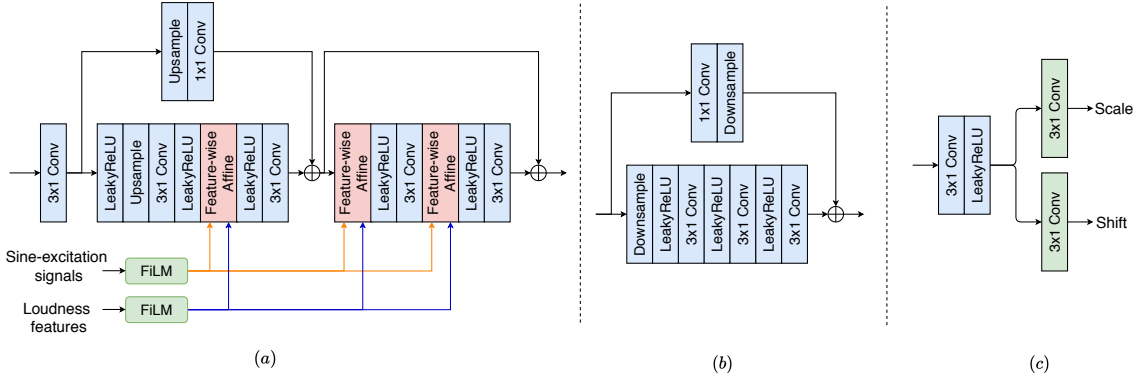 Upsample
1x1 Conv
3x1 Conv
LeakyReLU
Upsample
3x1 Conv
LeakyReLU
Feature-wise
Affine
LeakyReLU
3x1 Conv
Feature-wise
Affine
LeakyReLU
3x1 Conv
Feature-wise
Affine
LeakyReLU
3x1 Conv
Sine-excitation
signals
FiLM
Loudness
features
FiLM
(a)
1x1 Conv
Downsample
Downsample
LeakyReLU
3x1 Conv
LeakyReLU
3x1 Conv
LeakyReLU
3x1 Conv
(b)
3x1 Conv
LeakyReLU
3x1 Conv
Scale
3x1 Conv
Shift
(c)